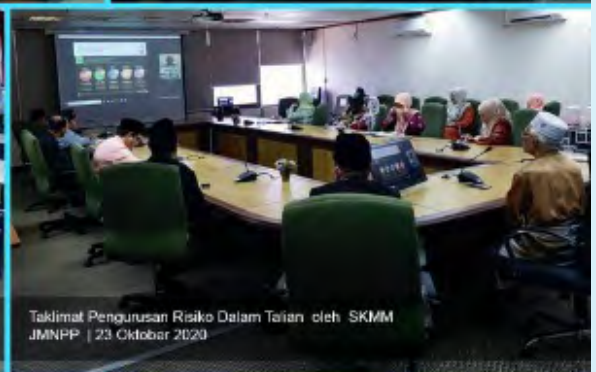 Taklimat Pengurusan Risiko Dalam Talian oleh SKMM
JMNPP | 23 Oktober 2020